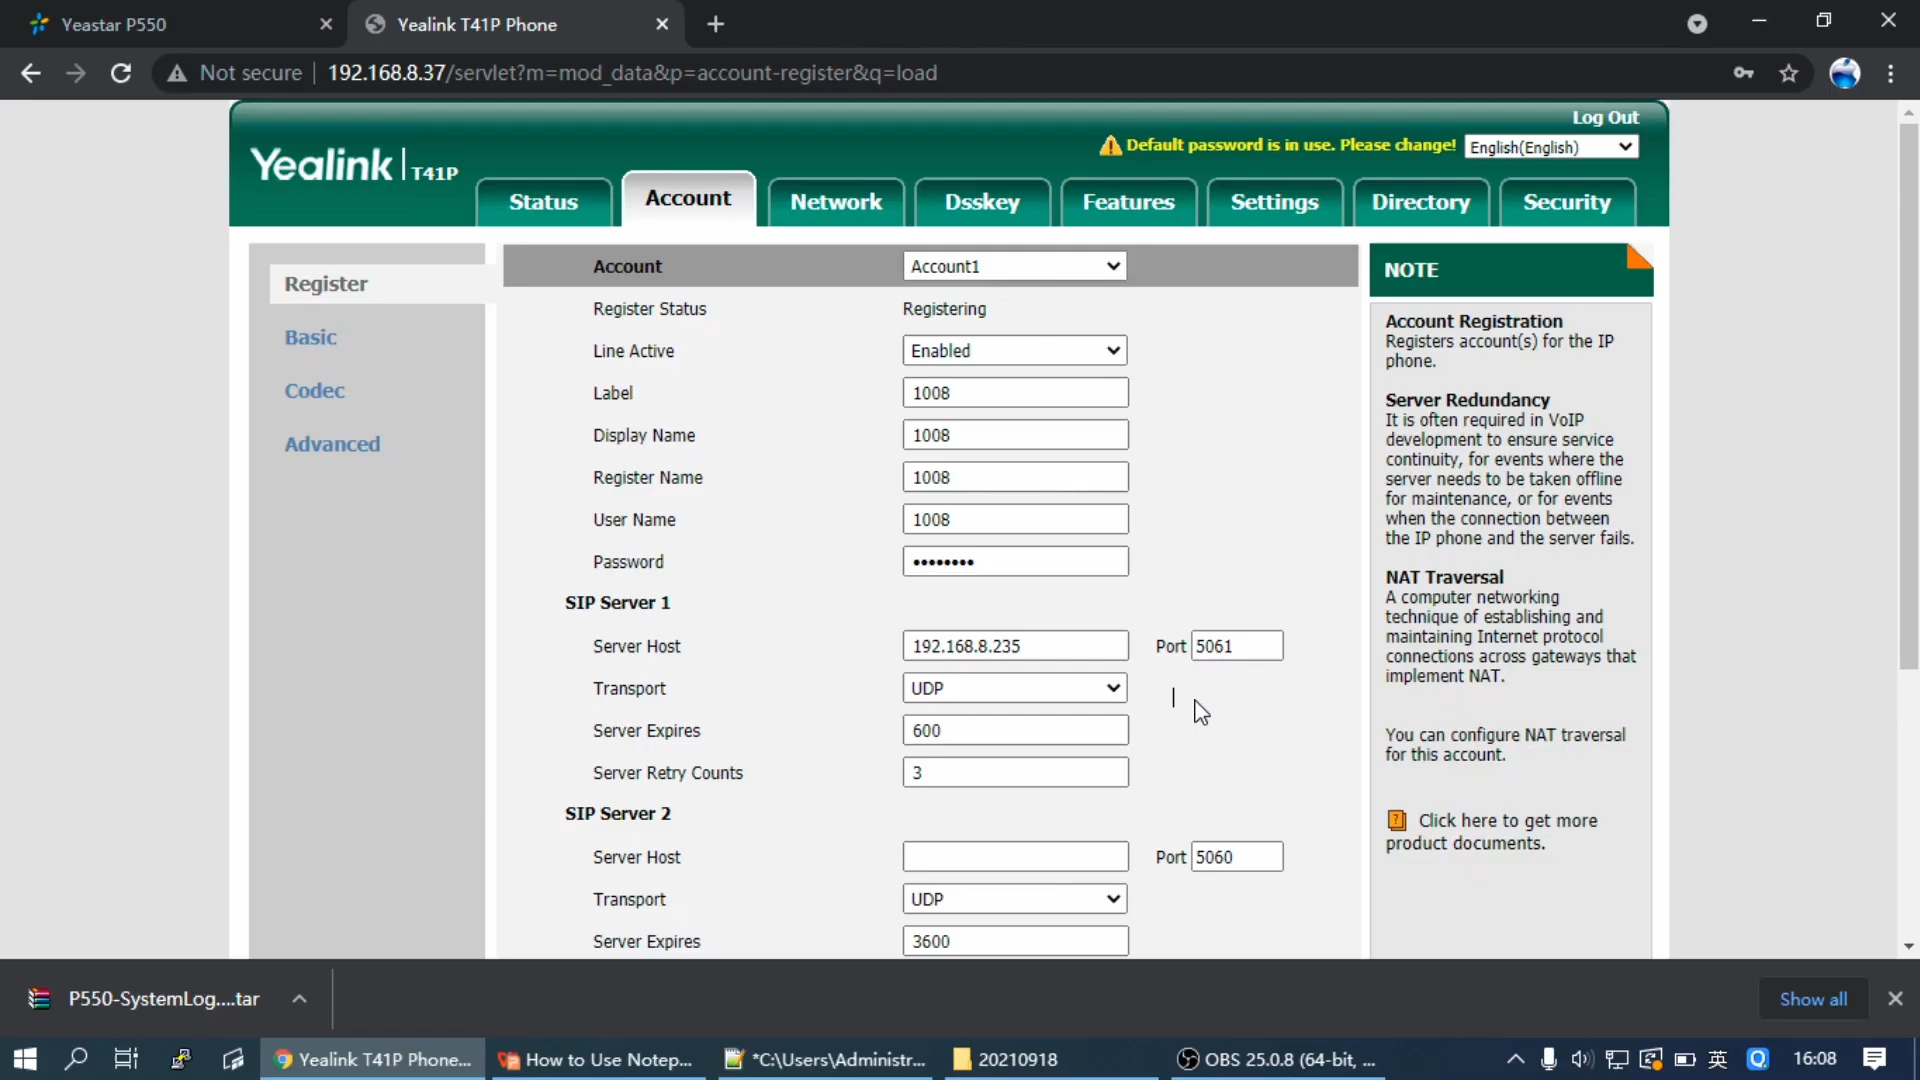 Yeastar P550
Yealink T41P Phone
Not secure
192.168.8.37/servlet?m=mod_data&p=account-register&q=load
Log Out
Default password is in use. Please change!
English(English)
Yealink T41P
Status
Account
Network
Dsskey
Features
Settings
Directory
Security
Register
Basic
Codec
Advanced
Account
Account1
Register Status
Registering
Line Active
Enabled
Label
1008
Display Name
1008
Register Name
1008
User Name
1008
Password
••••••••
SIP Server 1
Server Host
192.168.8.235
Port
5061
Transport
UDP
Server Expires
600
Server Retry Counts
3
SIP Server 2
Server Host
Port
5060
Transport
UDP
Server Expires
3600
NOTE
Account Registration
Registers account(s) for the IP
phone.
Server Redundancy
It is often required in VoIP
development to ensure service
continuity, for events where the
server needs to be taken offline
for maintenance, or for events
when the connection between
the IP phone and the server fails.
NAT Traversal
A computer networking
technique of establishing and
maintaining Internet protocol
connections across gateways that
implement NAT.
You can configure NAT traversal
for this account.
Click here to get more
product documents.
P550-SystemLog....tar
Show all
Yealink T41P Phone...
How to Use Notep...
*C:\Users\Administr...
20210918
OBS 25.0.8 (64-bit, ...
英
16:08